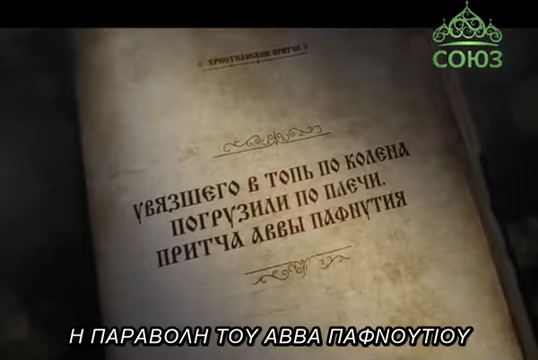 СОЮЗ
ХРИСТИАНСКИЕ ПРИТЧИ
УВЯЗШЕГО В ТОПЬ ПО КОЛЕНА
ПОГРУЗИЛИ ПО ПЛЕЧИ.
ПРИТЧА АВВЫ ПАФНУТИЯ
Η ΠΑΡΑΒΟΛΗ ΤΟΥ ΑΒΒΑ ΠΑΦΝΟΥΤΙΟΥ